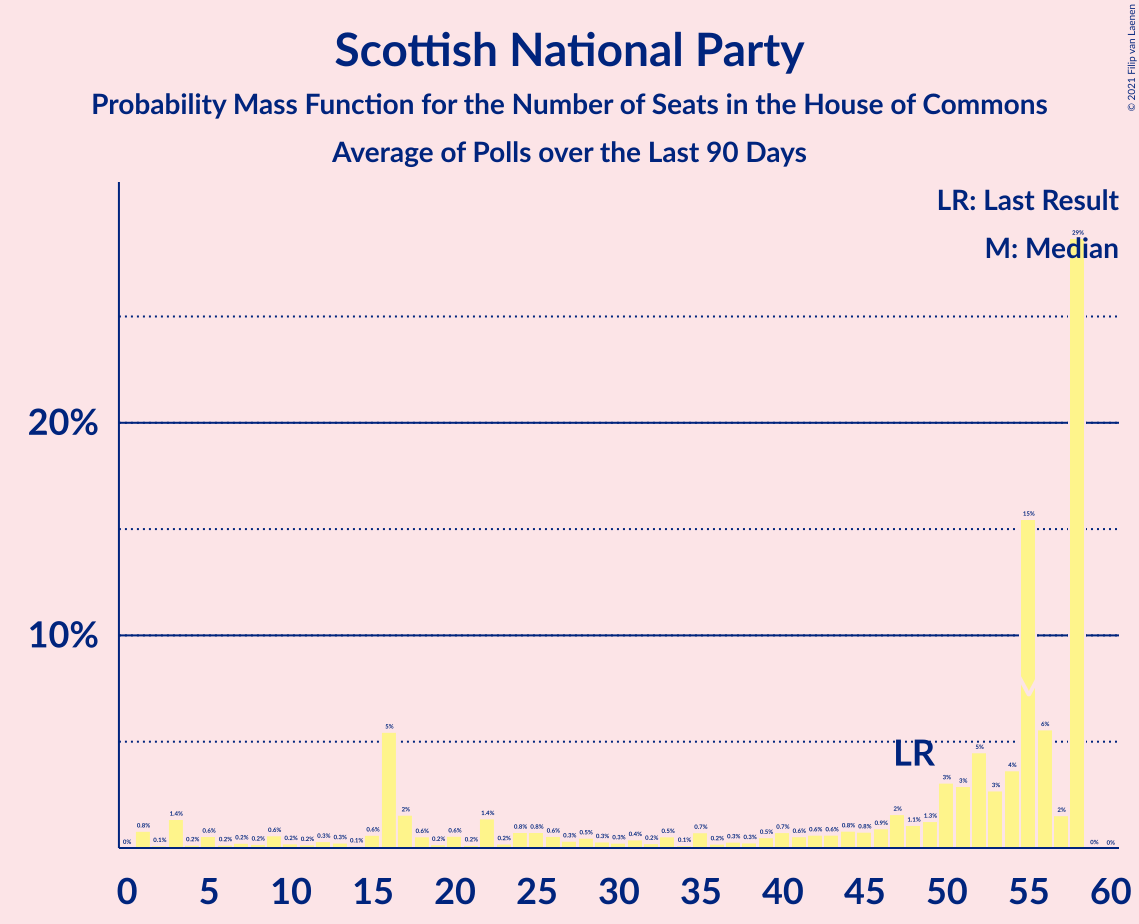 Scottish National Party
Probability Mass Function for the Number of Seats in the House of Commons
Average of Polls over the Last 90 Days
© 2021 Filip van Laenen
LR: Last Result
M: Median
20%
10%
LR
0% 0.8% 0.1% 1.4% 0.2% 0.6% 0.2% 0.2% 0.2% 0.6% 0.2% 0.2% 0.3% 0.3% 0.1% 0.6% 5% 2% 0.6% 0.2% 0.6% 0.2% 1.4% 0.2% 0.8% 0.8% 0.6% 0.3% 0.5% 0.3% 0.3% 0.4% 0.2% 0.5% 0.1% 0.7% 0.2% 0.3% 0.3% 0.5% 0.7% 0.6% 0.6% 0.6% 0.8% 0.8% 0.9% 2% 1.1% 1.3% 3% 3% 5% 3% 4% 15% 6% 2% 29% 0% 0%
0 5 10 15 20 25 30 35 40 45 50 55 60